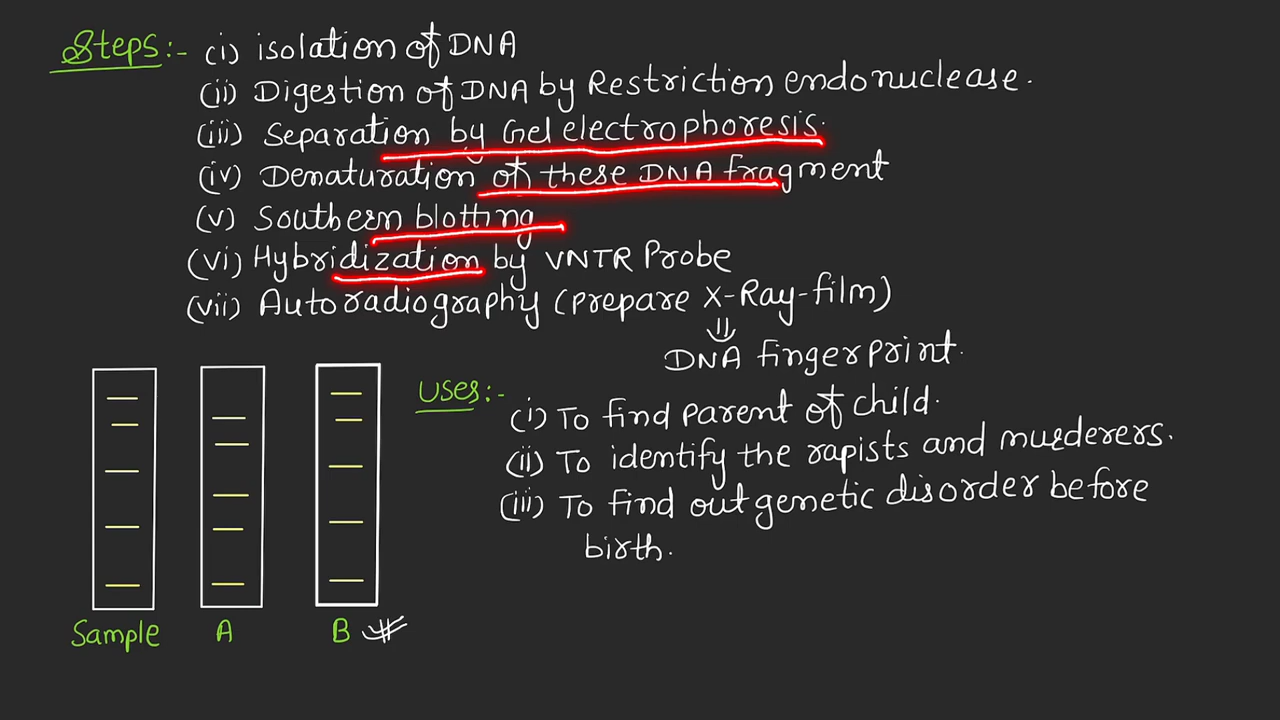 Steps:- (i) isolation of DNA
(ii) Digestion of DNA by Restriction endonuclease.
(iii) Separation by Gel electrophoresis.
(iv) Denaturation of these DNA fragment
(v) Southern blotting
(vi) Hybridization by VNTR Probe
(vii) Autoradiography (prepare X-Ray-film)
DNA fingerprint.
Uses:-
(i) To find parent of child.
(ii) To identify the rapists and murderers.
(iii) To find out genetic disorder before
birth.
Sample A B